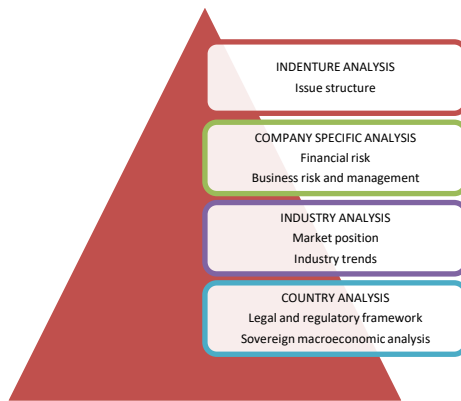 INDENTURE ANALYSIS
Issue structure
COMPANY SPECIFIC ANALYSIS
Financial risk
Business risk and management
INDUSTRY ANALYSIS
Market position
Industry trends
COUNTRY ANALYSIS
Legal and regulatory framework
Sovereign macroeconomic analysis